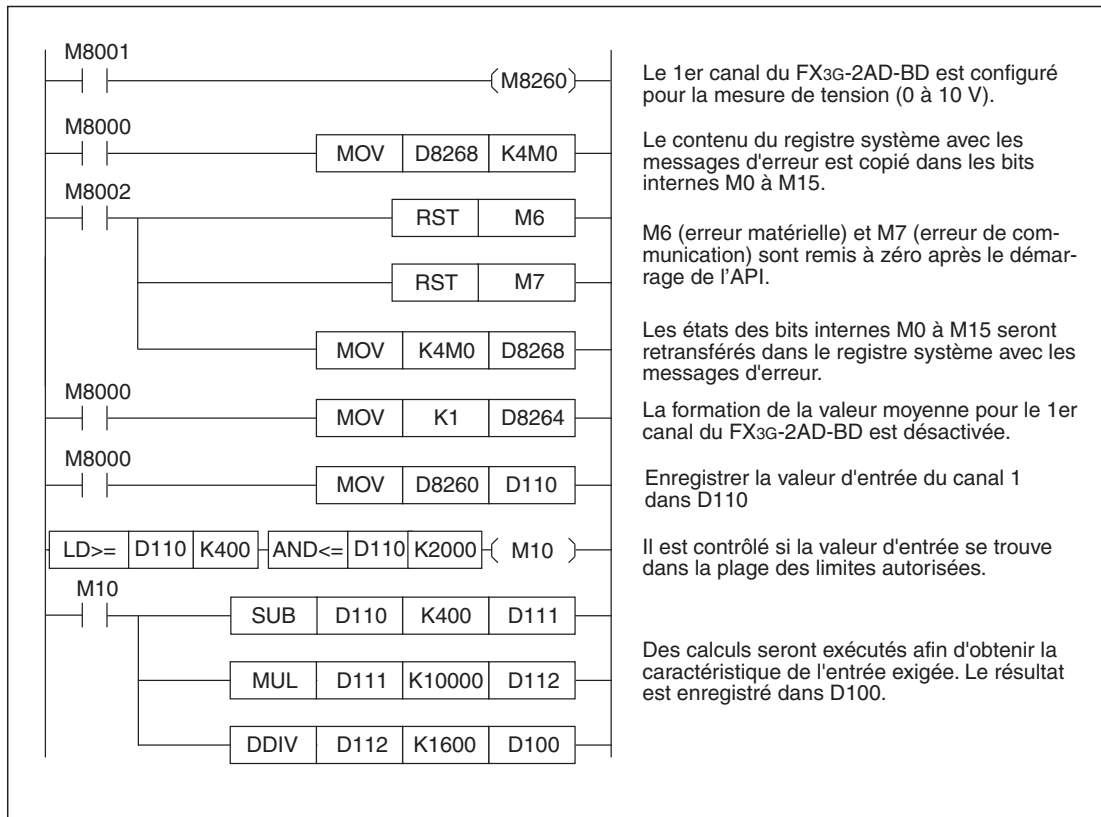 M8001
(M8260)
Le 1er canal du FX3G-2AD-BD est configuré
pour la mesure de tension (0 à 10 V).
M8000
MOV D8268 K4M0
Le contenu du registre système avec les
messages d'erreur est copié dans les bits
internes M0 à M15.
M8002
RST M6
M6 (erreur matérielle) et M7 (erreur de com-
munication) sont remis à zéro après le démar-
rage de l'API.
RST M7
MOV K4M0 D8268
Les états des bits internes M0 à M15 seront
retransférés dans le registre système avec les
messages d'erreur.
M8000
MOV K1 D8264
La formation de la valeur moyenne pour le 1er
canal du FX3G-2AD-BD est désactivée.
M8000
MOV D8260 D110
Enregistrer la valeur d'entrée du canal 1
dans D110
LD>= D110 K400 AND<= D110 K2000 ( M10 )
Il est contrôlé si la valeur d'entrée se trouve
dans la plage des limites autorisées.
M10
SUB D110 K400 D111
MUL D111 K10000 D112
DDIV D112 K1600 D100
Des calculs seront exécutés afin d'obtenir la
caractéristique de l'entrée exigée. Le résultat
est enregistré dans D100.